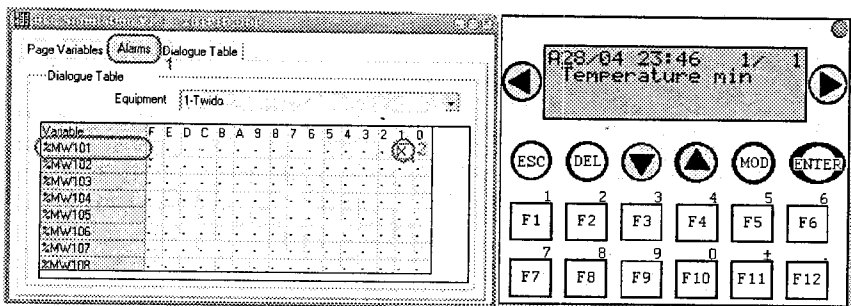 Page Variables Alarms Dialogue Table
1
Dialogue Table
Equipment 1-Twido
Variable F E D C B A 9 8 7 6 5 4 3 2 1 0
%MW101 X 2
%MW102
%MW103
%MW104
%MW105
%MW106
%MW107
%MW108
A28/04 23:46 1/ 1
Temperature min
ESC DEL MOD ENTER
1 2 3 4 5 6
F1 F2 F3 F4 F5 F6
7 8 9 0 + .
F7 F8 F9 F10 F11 F12